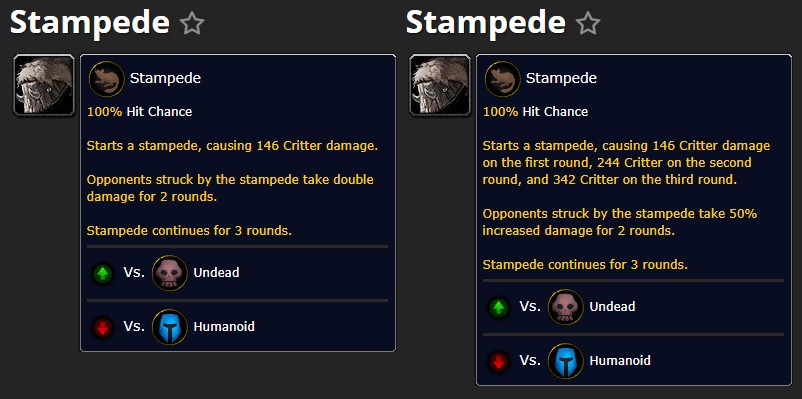 Stampede
Stampede
100% Hit Chance
Starts a stampede, causing 146 Critter damage.
Opponents struck by the stampede take double
damage for 2 rounds.
Stampede continues for 3 rounds.
Vs. Undead
Vs. Humanoid
Stampede
Stampede
100% Hit Chance
Starts a stampede, causing 146 Critter damage
on the first round, 244 Critter on the second
round, and 342 Critter on the third round.
Opponents struck by the stampede take 50%
increased damage for 2 rounds.
Stampede continues for 3 rounds.
Vs. Undead
Vs. Humanoid